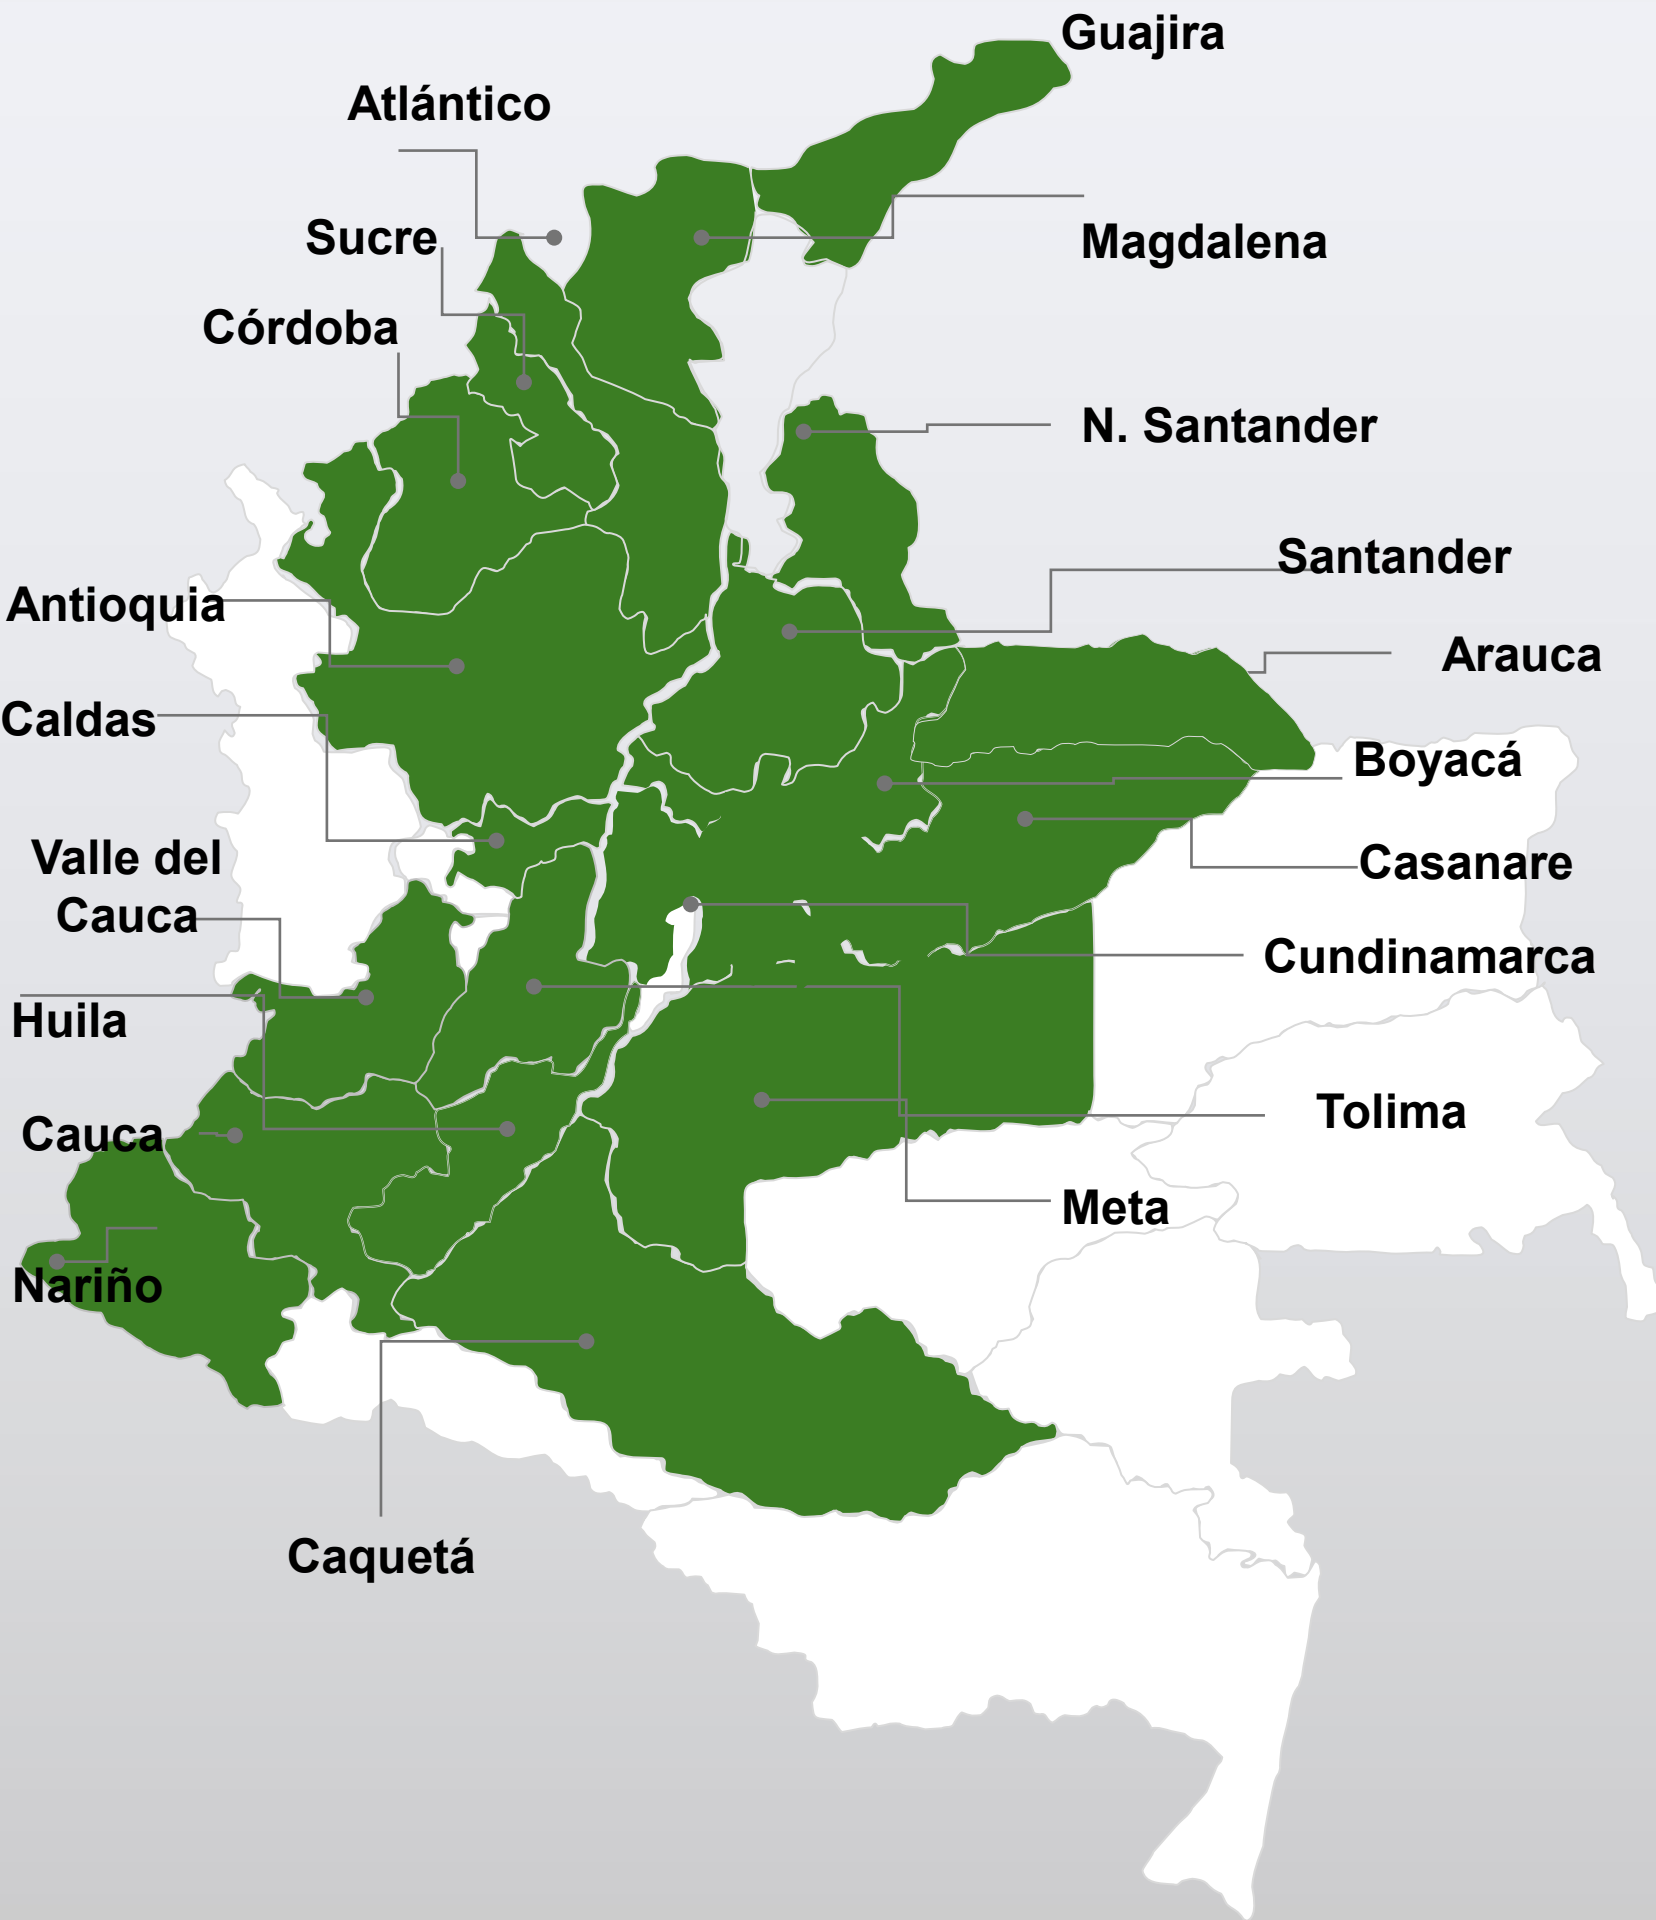 Guajira
Atlántico
Sucre
Magdalena
Córdoba
N. Santander
Santander
Antioquia
Arauca
Caldas
Boyacá
Valle del
Cauca
Casanare
Cundinamarca
Huila
Tolima
Cauca
Meta
Nariño
Caquetá